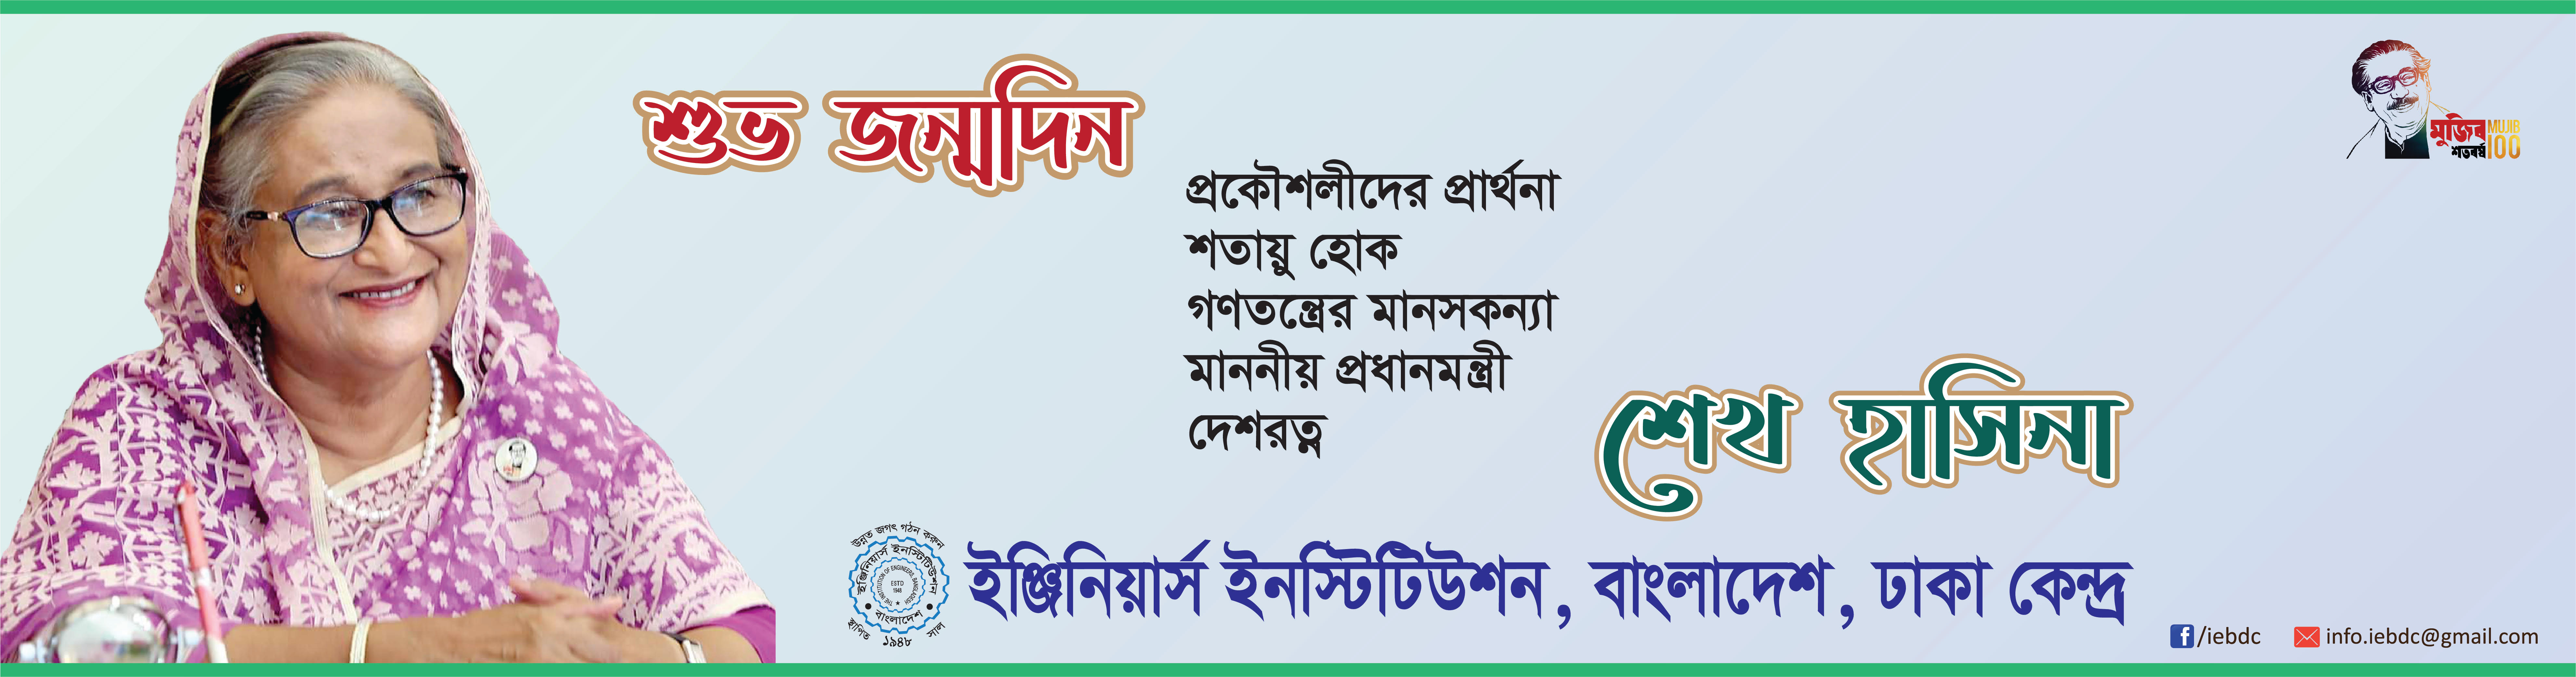 শুভ জন্মদিন
মুজিব MUJIB
শতবর্ষ 100
প্রকৌশলীদের প্রার্থনা
শতায়ু হোক
গণতন্ত্রের মানসকন্যা
মাননীয় প্রধানমন্ত্রী
দেশরত্ন
শেখ হাসিনা
উন্নত জগৎ গঠন করুন
ইঞ্জিনিয়ার্স ইনস্টিটিউশন
বাংলাদেশ
THE INSTITUTION OF ENGINEERS, BANGLADESH
ESTD
1948
স্থাপিত ১৯৪৮ সাল
ইঞ্জিনিয়ার্স ইনস্টিটিউশন, বাংলাদেশ, ঢাকা কেন্দ্র
/iebdc info.iebdc@gmail.com